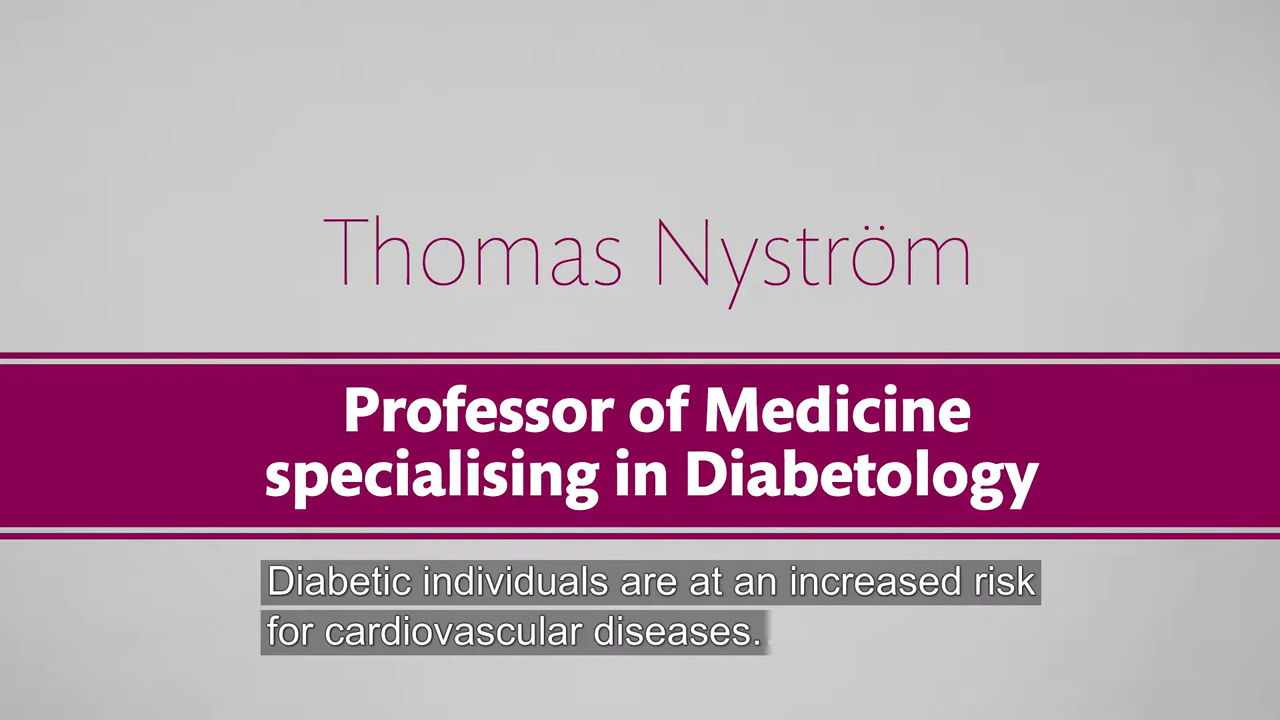 Thomas Nyström
Professor of Medicine
specialising in Diabetology
Diabetic individuals are at an increased risk
for cardiovascular diseases.